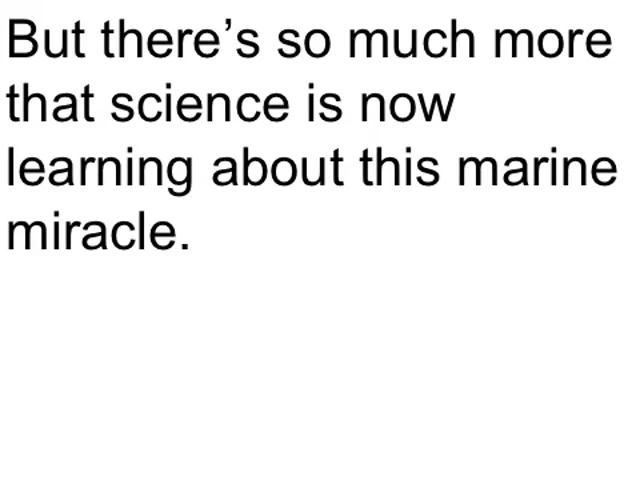 But there’s so much more
that science is now
learning about this marine
miracle.